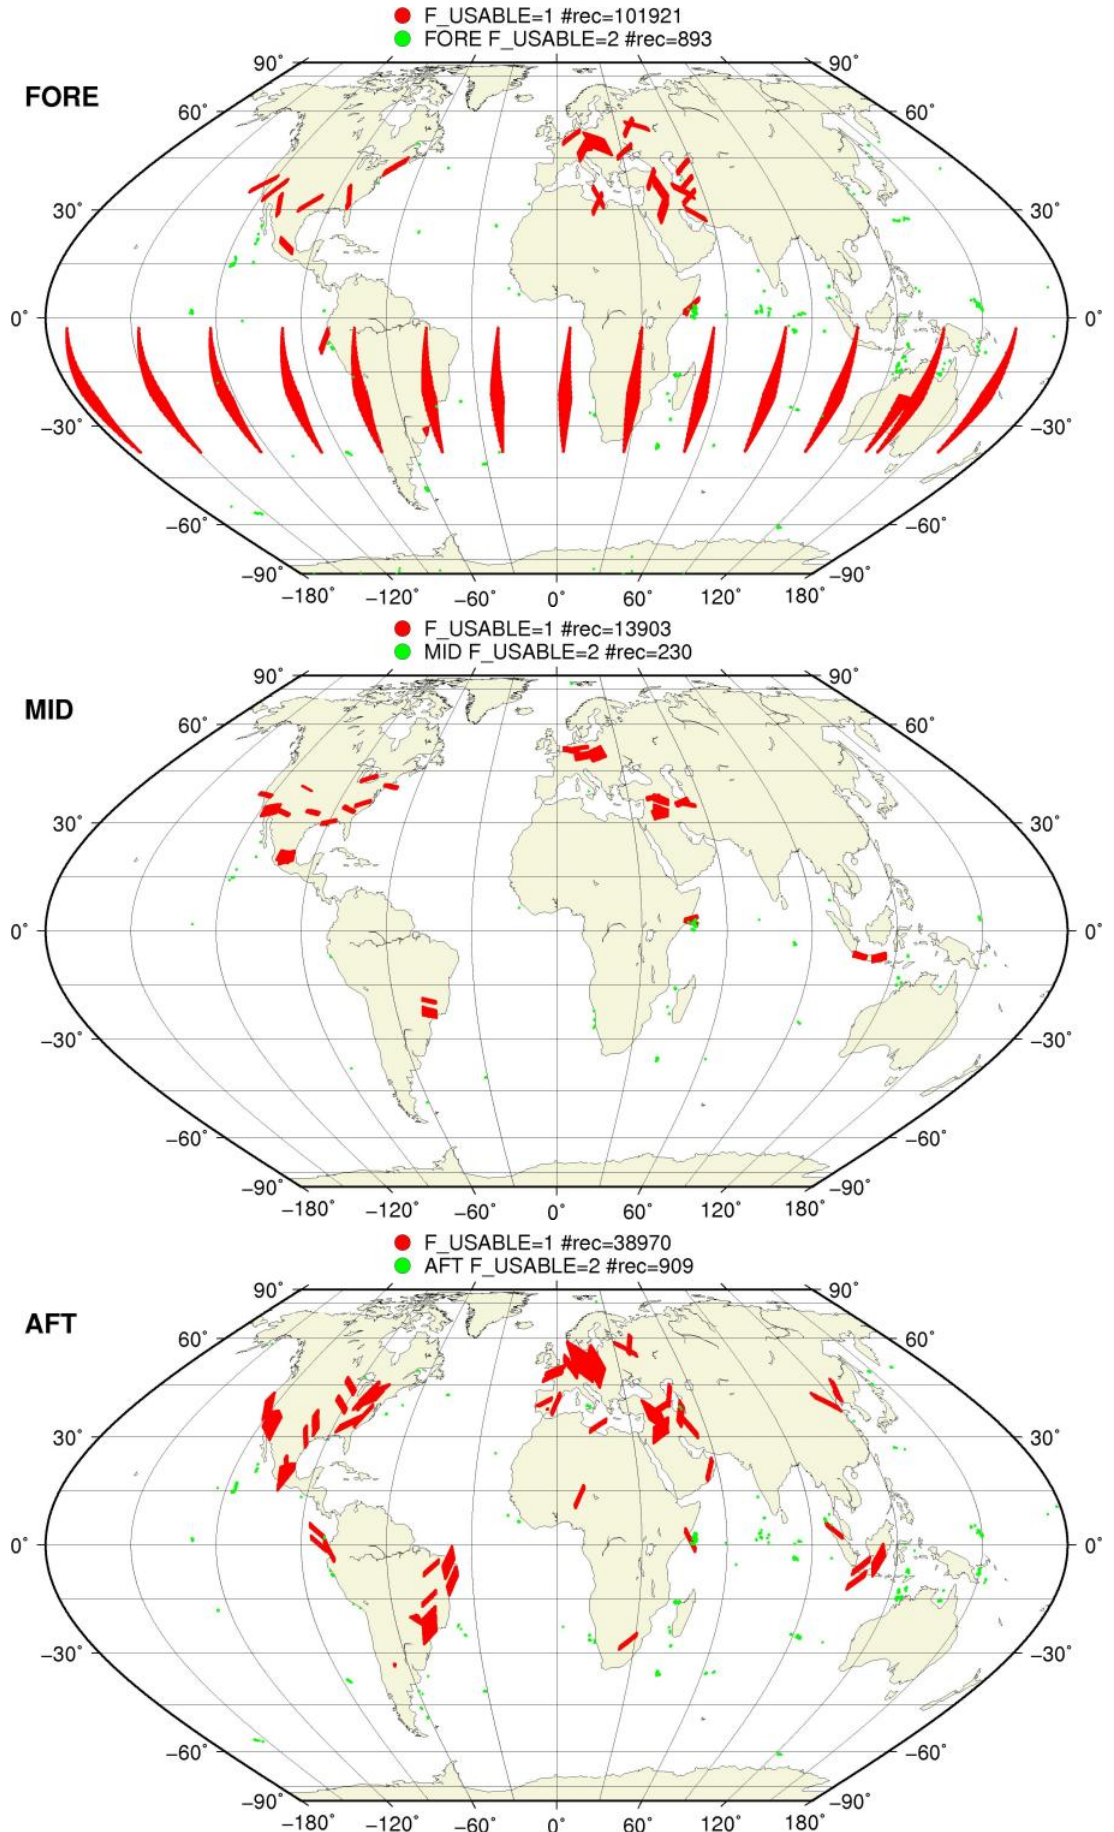 F_USABLE=1 #rec=101921
FORE F_USABLE=2 #rec=893
FORE
90° 90°
60° 60°
30° 30°
0° 0°
−30° −30°
−60° −60°
−90° −90°
−180° −120° −60° 0° 60° 120° 180°
F_USABLE=1 #rec=13903
MID F_USABLE=2 #rec=230
MID
90° 90°
60° 60°
30° 30°
0° 0°
−30° −30°
−60° −60°
−90° −90°
−180° −120° −60° 0° 60° 120° 180°
F_USABLE=1 #rec=38970
AFT F_USABLE=2 #rec=909
AFT
90° 90°
60° 60°
30° 30°
0° 0°
−30° −30°
−60° −60°
−90° −90°
−180° −120° −60° 0° 60° 120° 180°